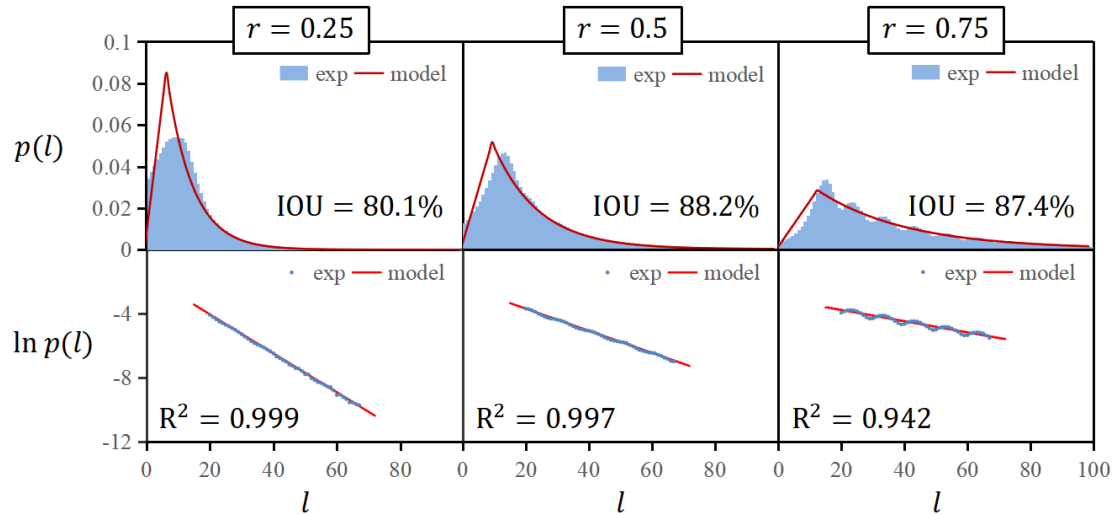 r = 0.25
r = 0.5
r = 0.75
0.1
0.08
0.06
0.04
0.02
0
p(l)
exp model
exp model
exp model
IOU = 80.1%
IOU = 88.2%
IOU = 87.4%
exp model
exp model
exp model
-4
-8
-12
ln p(l)
R² = 0.999
R² = 0.997
R² = 0.942
0 20 40 60 80 0 20 40 60 80 0 20 40 60 80 100
l
l
l